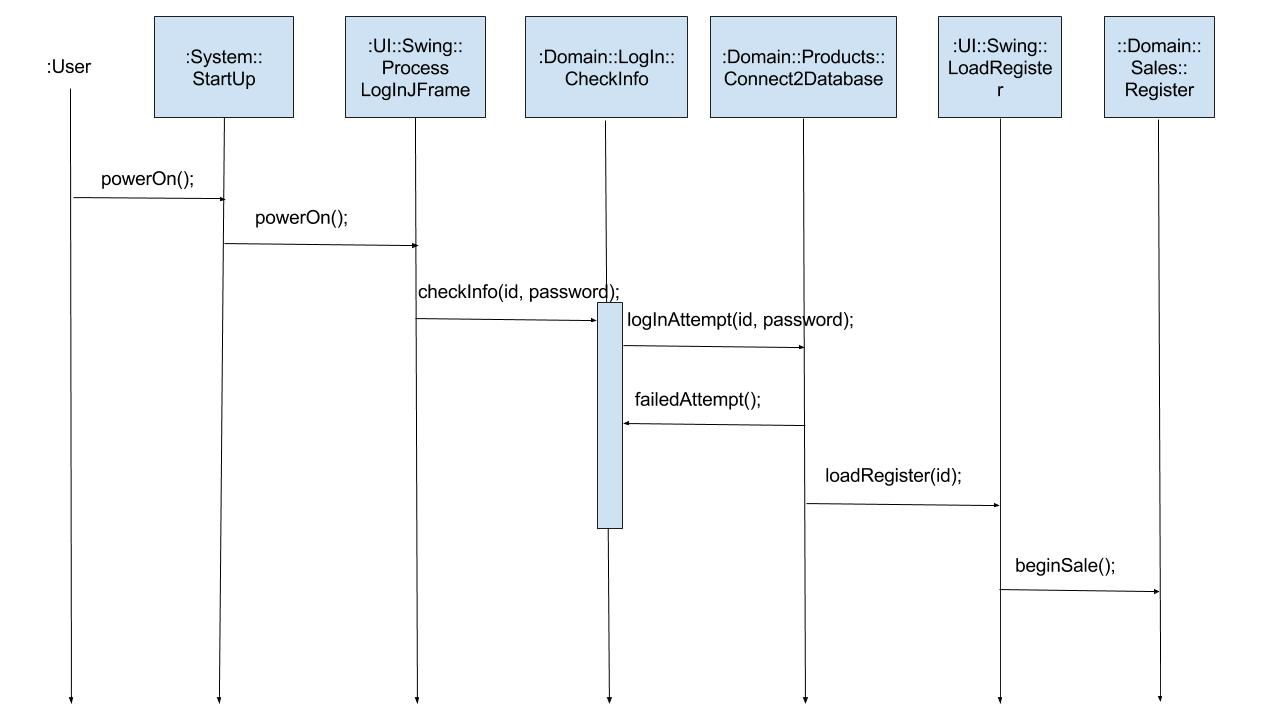 :User
:System::
StartUp
:UI::Swing::
Process
LogInJFrame
:Domain::LogIn::
CheckInfo
:Domain::Products::
Connect2Database
:UI::Swing::
LoadRegiste
r
::Domain::
Sales::
Register
powerOn();
powerOn();
checkInfo(id, password);
logInAttempt(id, password);
failedAttempt();
loadRegister(id);
beginSale();